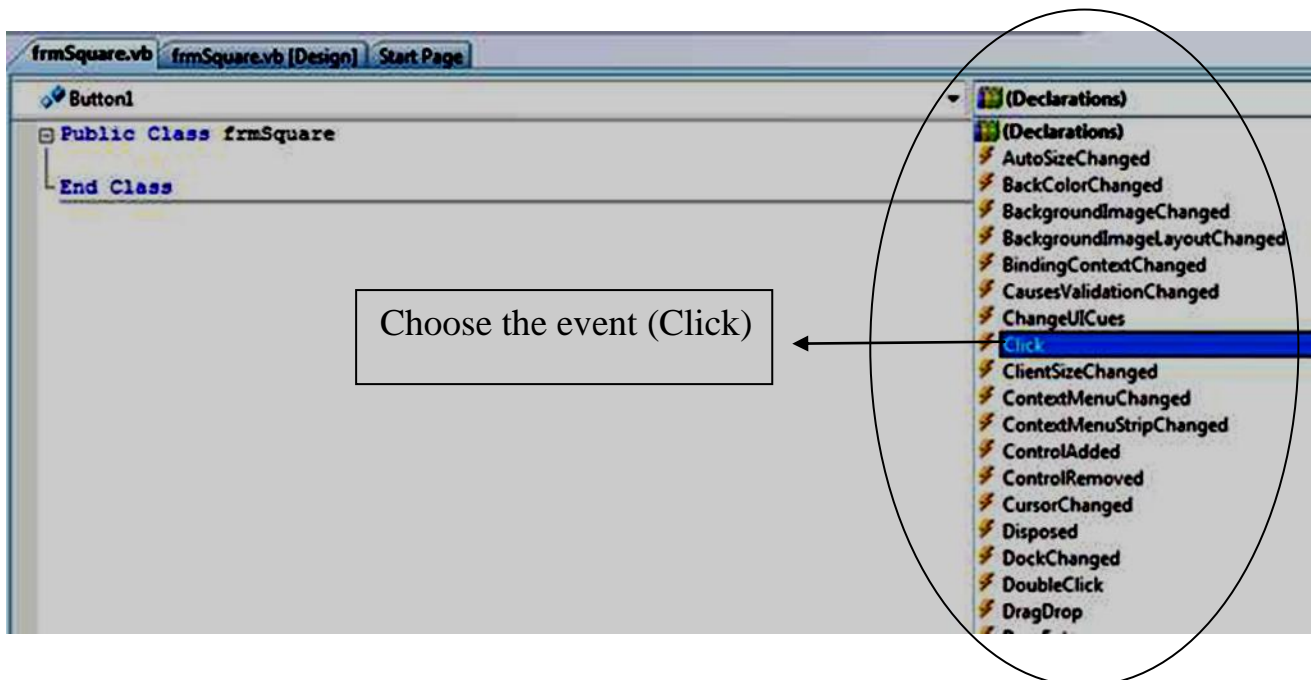 frmSquare.vb frmSquare.vb [Design] Start Page
Button1 (Declarations)
Public Class frmSquare
End Class
(Declarations)
AutoSizeChanged
BackColorChanged
BackgroundImageChanged
BackgroundImageLayoutChanged
BindingContextChanged
CausesValidationChanged
ChangeUICues
Click
ClientSizeChanged
ContextMenuChanged
ContextMenuStripChanged
ControlAdded
ControlRemoved
CursorChanged
Disposed
DockChanged
DoubleClick
DragDrop
Choose the event (Click)